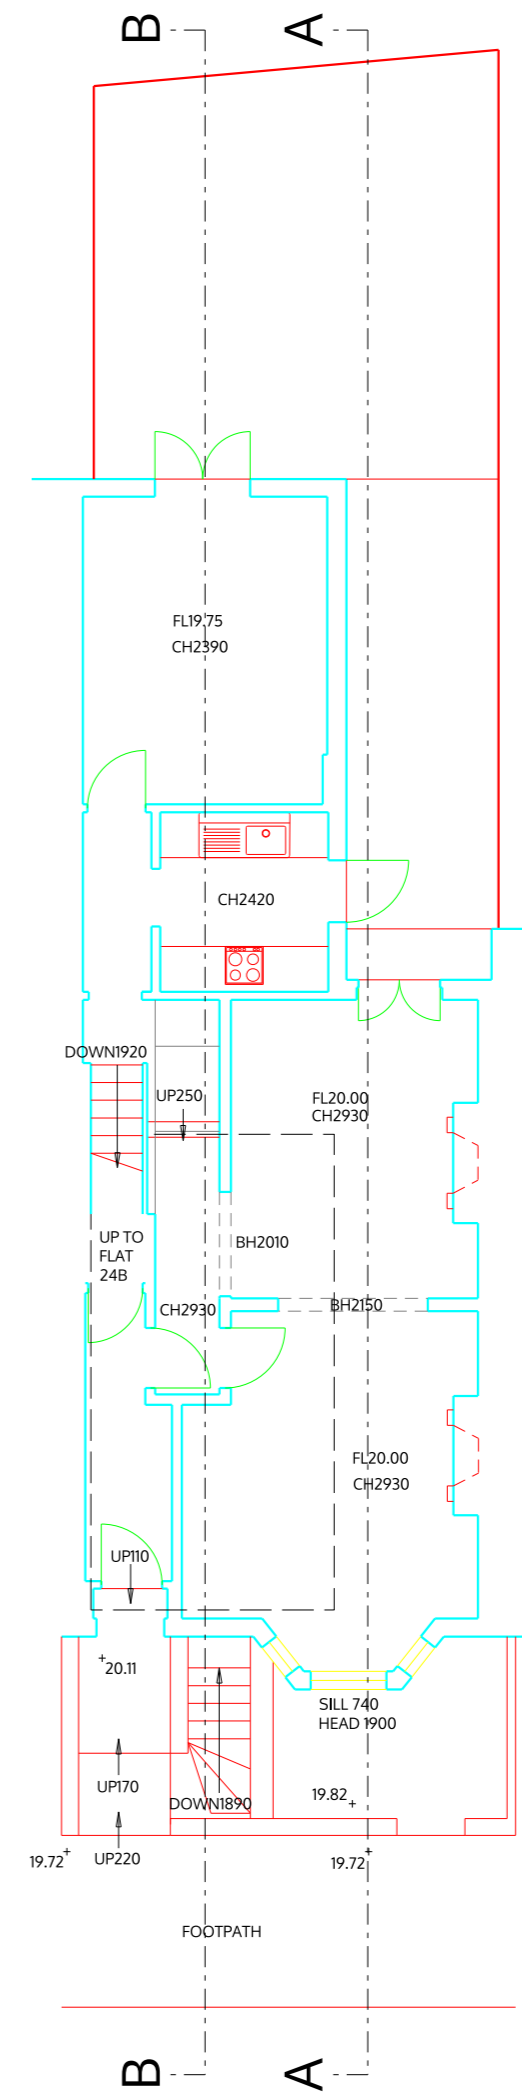 B
A
FL19.75
CH2390
CH2420
DOWN1920
UP250
FL20.00
CH2930
UP TO
FLAT
24B
BH2010
CH2930
BH2150
FL20.00
CH2930
UP110
20.11
SILL 740
HEAD 1900
UP170
DOWN1890
19.82
19.72
UP220
19.72
FOOTPATH
B
A